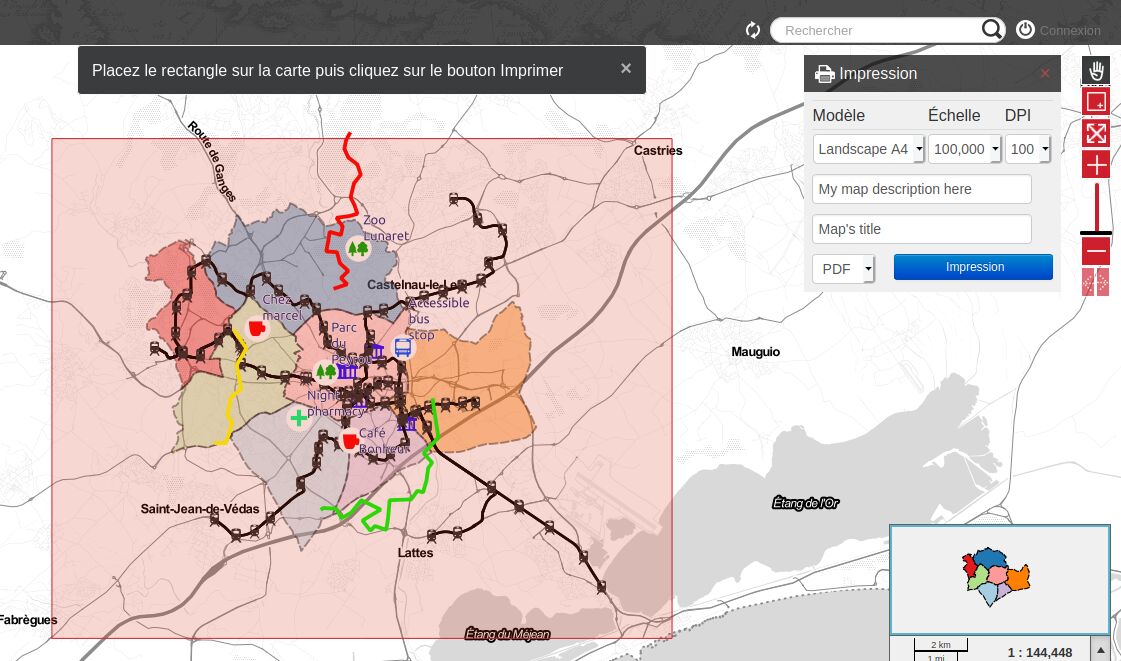 Rechercher
Connexion
Placez le rectangle sur la carte puis cliquez sur le bouton Imprimer
×
Impression
×
Modèle Échelle DPI
Landscape A4 100,000 100
My map description here
Map's title
PDF Impression
Route de Ganges
Castries
Zoo
Lunaret
Castelnau-le-Lez
Chez
marcel
Accessible
bus
stop
Parc
du
Peyrou
Mauguio
Night
pharmacy
Café
Bonheur
Saint-Jean-de-Védas
Étang de l'Or
Lattes
Fabrègues
Étang du Méjean
2 km
1 mi
1 : 144,448